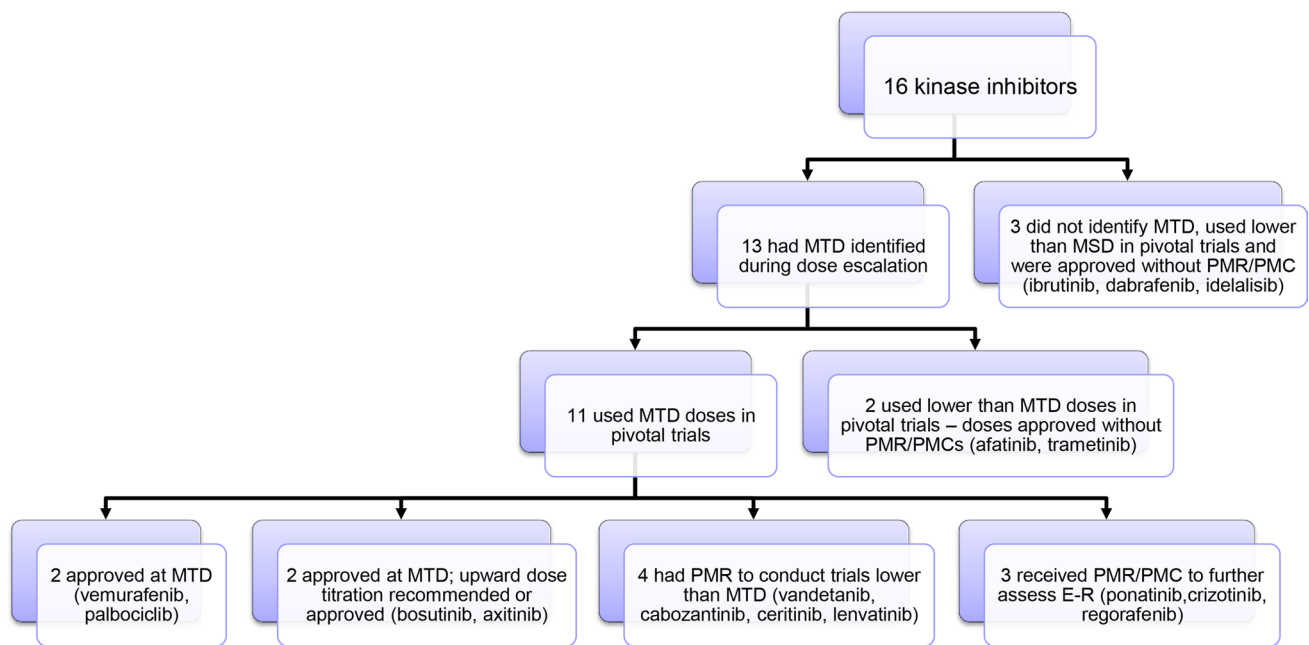 16 kinase inhibitors
13 had MTD identified
during dose escalation
3 did not identify MTD, used lower
than MSD in pivotal trials and
were approved without PMR/PMC
(ibrutinib, dabrafenib, idelalisib)
11 used MTD doses in
pivotal trials
2 used lower than MTD doses in
pivotal trials – doses approved without
PMR/PMCs (afatinib, trametinib)
2 approved at MTD
(vemurafenib,
palbociclib)
2 approved at MTD; upward dose
titration recommended or
approved (bosutinib, axitinib)
4 had PMR to conduct trials lower
than MTD (vandetanib,
cabozantinib, ceritinib, lenvatinib)
3 received PMR/PMC to further
assess E-R (ponatinib,crizotinib,
regorafenib)